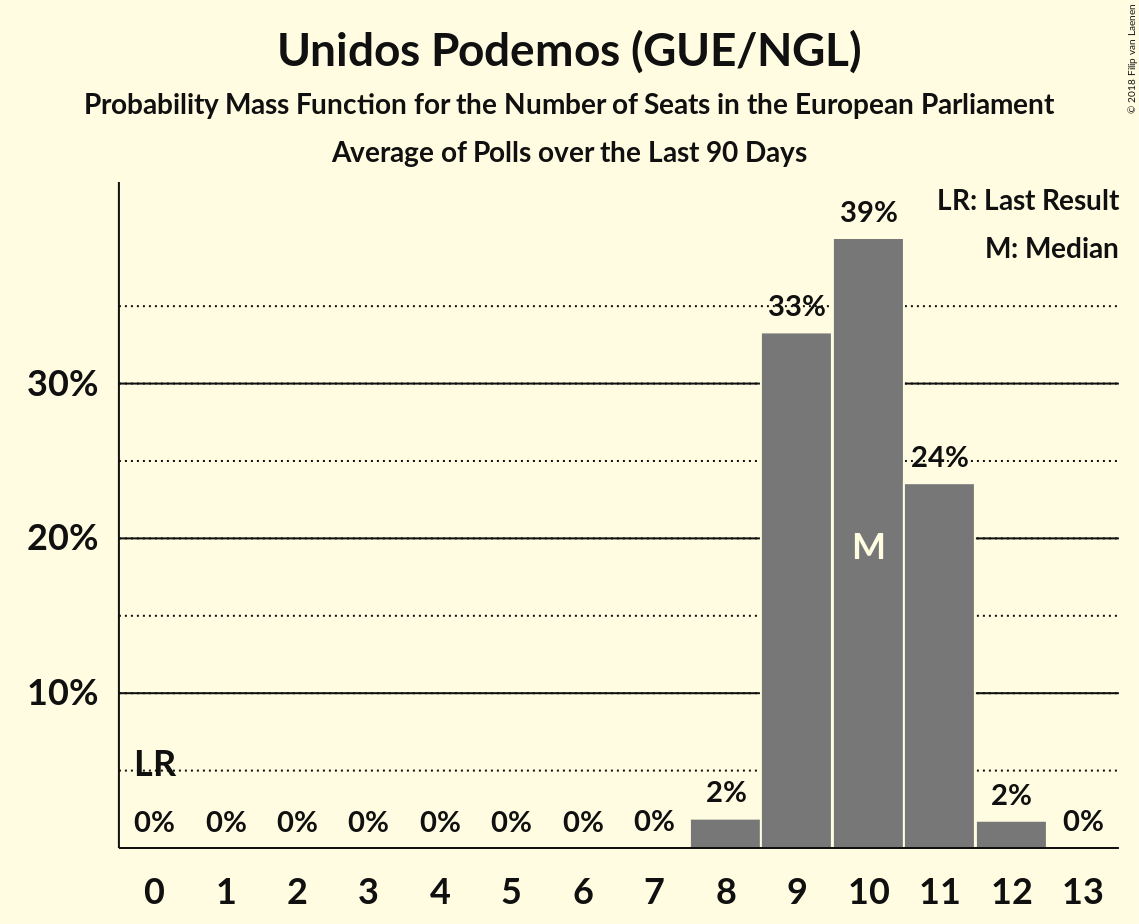 Unidos Podemos (GUE/NGL)
Probability Mass Function for the Number of Seats in the European Parliament
Average of Polls over the Last 90 Days
© 2018 Filip van Laenen
LR: Last Result
M: Median
39%
33%
30%
24%
20%
M
10%
LR
0% 0% 0% 0% 0% 0% 0% 0% 2% 2% 0%
0 1 2 3 4 5 6 7 8 9 10 11 12 13